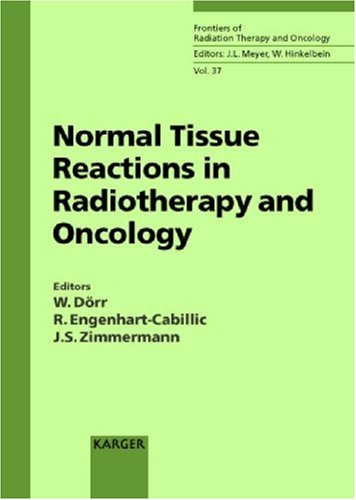 Frontiers of
Radiation Therapy and Oncology
Editors: J.L. Meyer, W. Hinkelbein
Vol. 37
Normal Tissue
Reactions in
Radiotherapy and
Oncology
Editors
W. Dörr
R. Engenhart-Cabillic
J.S. Zimmermann
KARGER